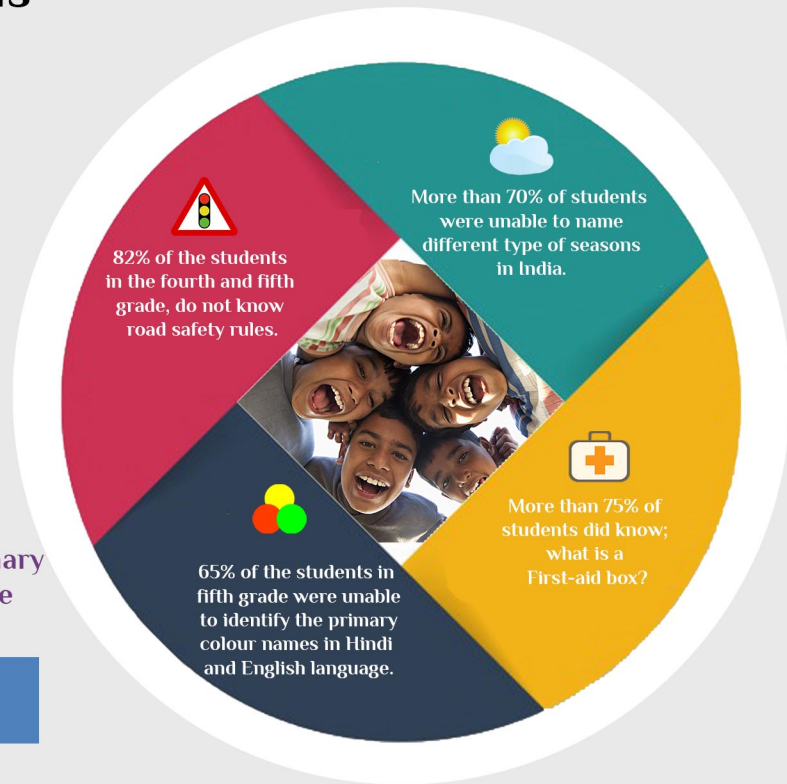 82% of the students
in the fourth and fifth
grade, do not know
road safety rules.
More than 70% of students
were unable to name
different type of seasons
in India.
65% of the students in
fifth grade were unable
to identify the primary
colour names in Hindi
and English language.
More than 75% of
students did know;
what is a
First-aid box?